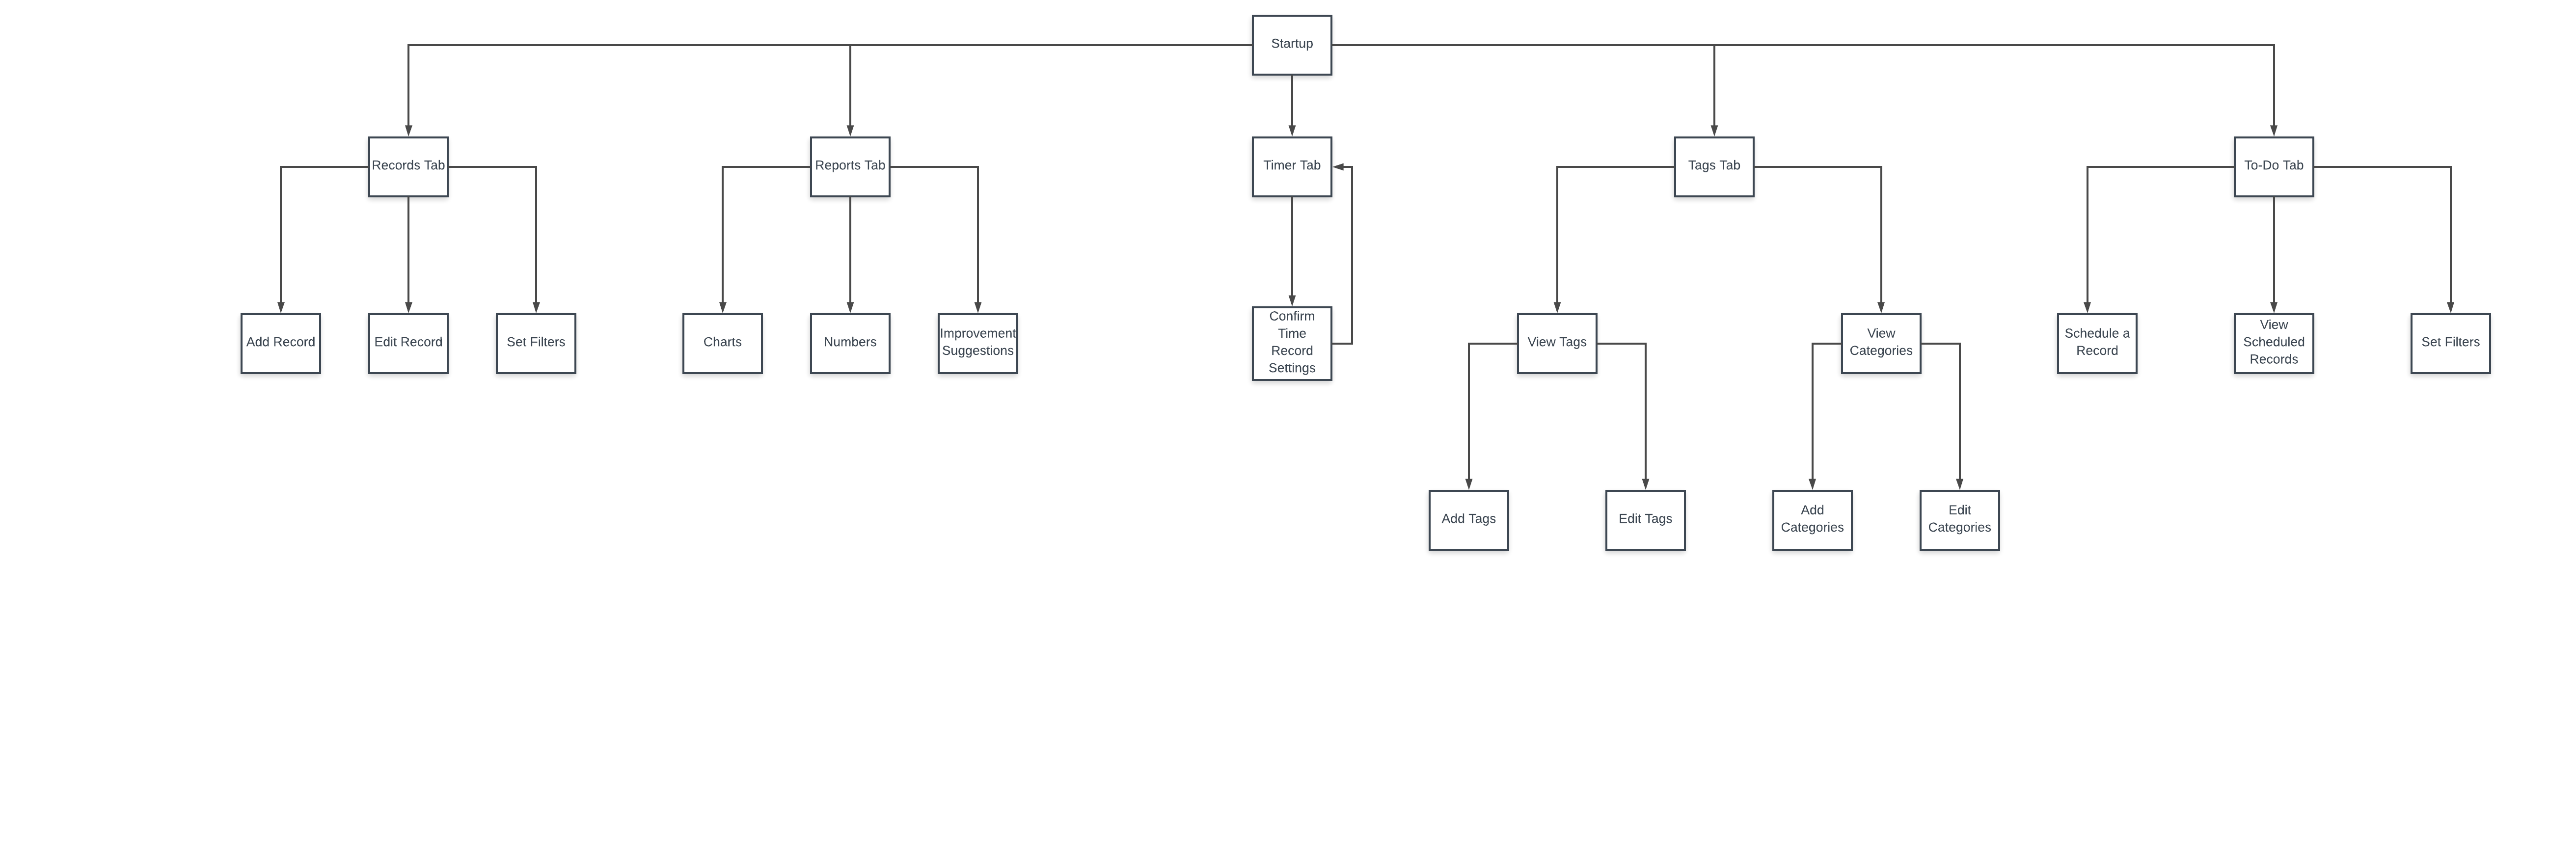 Startup
Records Tab
Reports Tab
Timer Tab
Tags Tab
To-Do Tab
Add Record
Edit Record
Set Filters
Charts
Numbers
Improvement
Suggestions
Confirm
Time
Record
Settings
View Tags
View
Categories
Schedule a
Record
View
Scheduled
Records
Set Filters
Add Tags
Edit Tags
Add
Categories
Edit
Categories